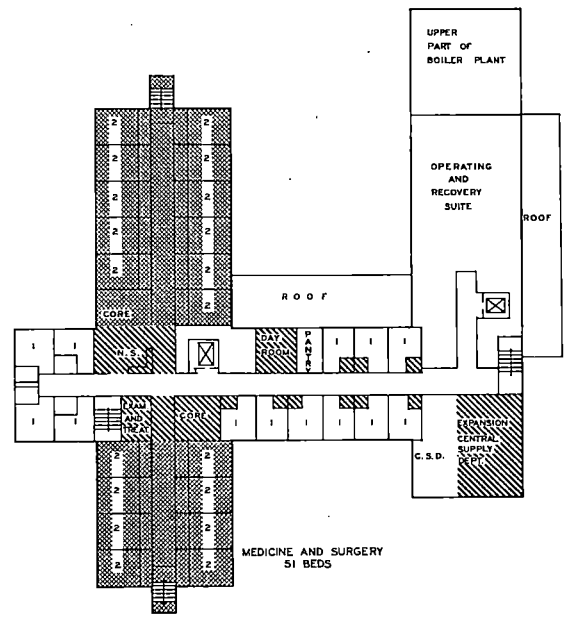 UPPER
PART OF
BOILER PLANT
2 2
2 2
2 2
2 2
2 2
2
OPERATING
AND
RECOVERY
SUITE
ROOF
ROOF
CORE
1 1
N.S.
DAY
ROOM
PANTRY
1 1 1
EXAM
AND
TREAT
CORE
1 1
1 1 1 1 1 1
EXPANSION
CENTRAL
SUPPLY
DEPT.
C.S.D.
2 2
2 2
2 2
2 2
MEDICINE AND SURGERY
51 BEDS